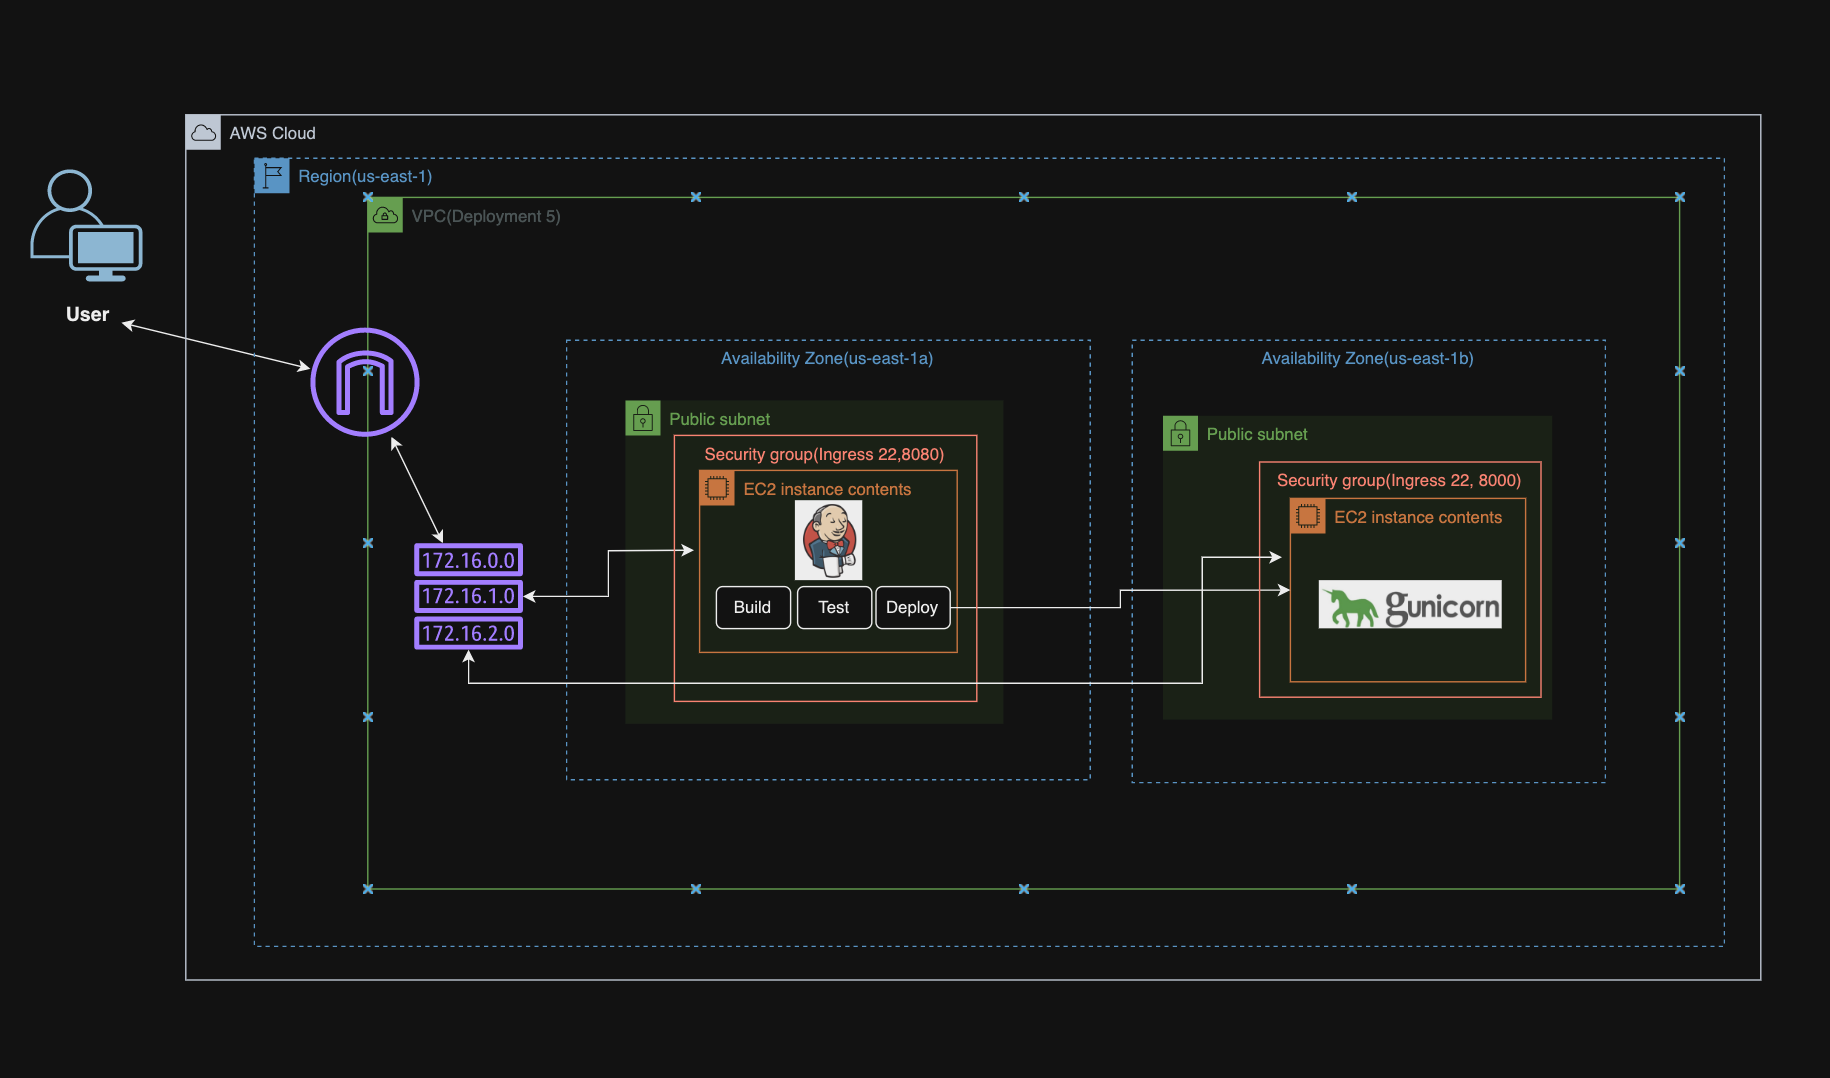 AWS Cloud
Region(us-east-1)
VPC(Deployment 5)
User
Availability Zone(us-east-1a)
Availability Zone(us-east-1b)
Public subnet
Security group(Ingress 22,8080)
EC2 instance contents
Build
Test
Deploy
Public subnet
Security group(Ingress 22, 8000)
EC2 instance contents
gunicorn
172.16.0.0
172.16.1.0
172.16.2.0